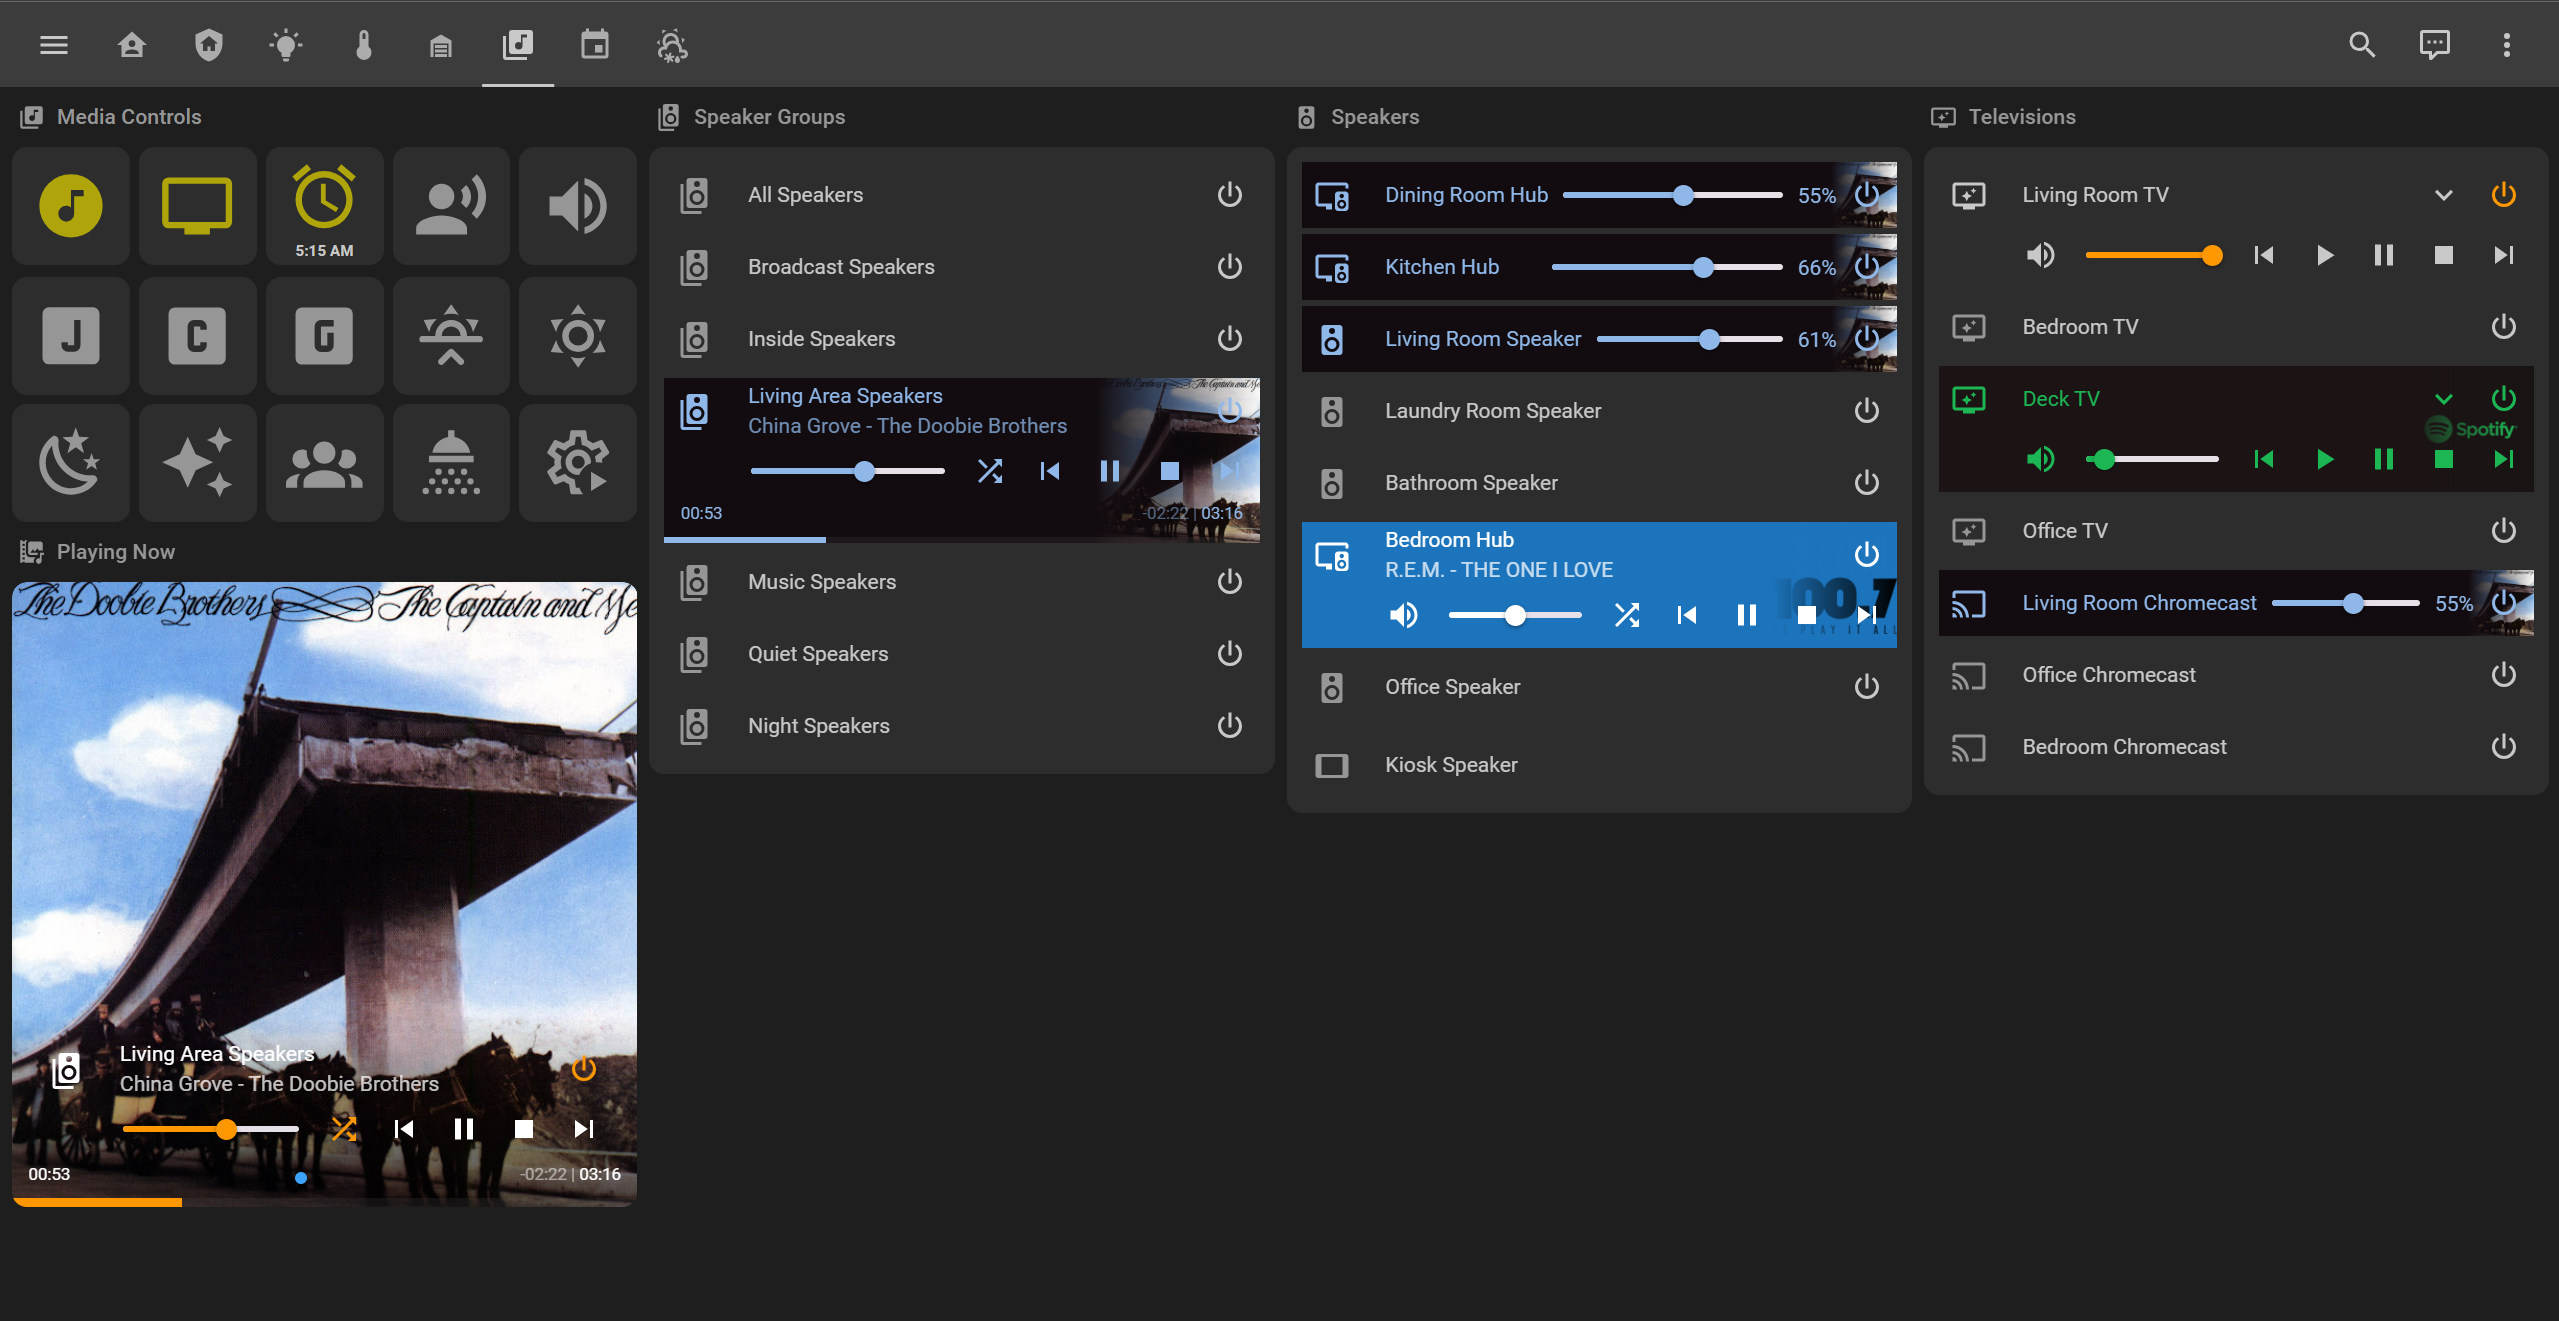 Media Controls
5:15 AM
J
C
G
Playing Now
The Doobie Brothers The Captain and Me
Living Area Speakers
China Grove - The Doobie Brothers
00:53
-02:22 | 03:16
Speaker Groups
All Speakers
Broadcast Speakers
Inside Speakers
Living Area Speakers
China Grove - The Doobie Brothers
00:53
-02:22 | 03:16
Music Speakers
Quiet Speakers
Night Speakers
Speakers
Dining Room Hub
55%
Kitchen Hub
66%
Living Room Speaker
61%
Laundry Room Speaker
Bathroom Speaker
Bedroom Hub
R.E.M. - THE ONE I LOVE
100.7
PLAY IT ALL
Office Speaker
Kiosk Speaker
Televisions
Living Room TV
Bedroom TV
Deck TV
Spotify
Office TV
Living Room Chromecast
55%
Office Chromecast
Bedroom Chromecast